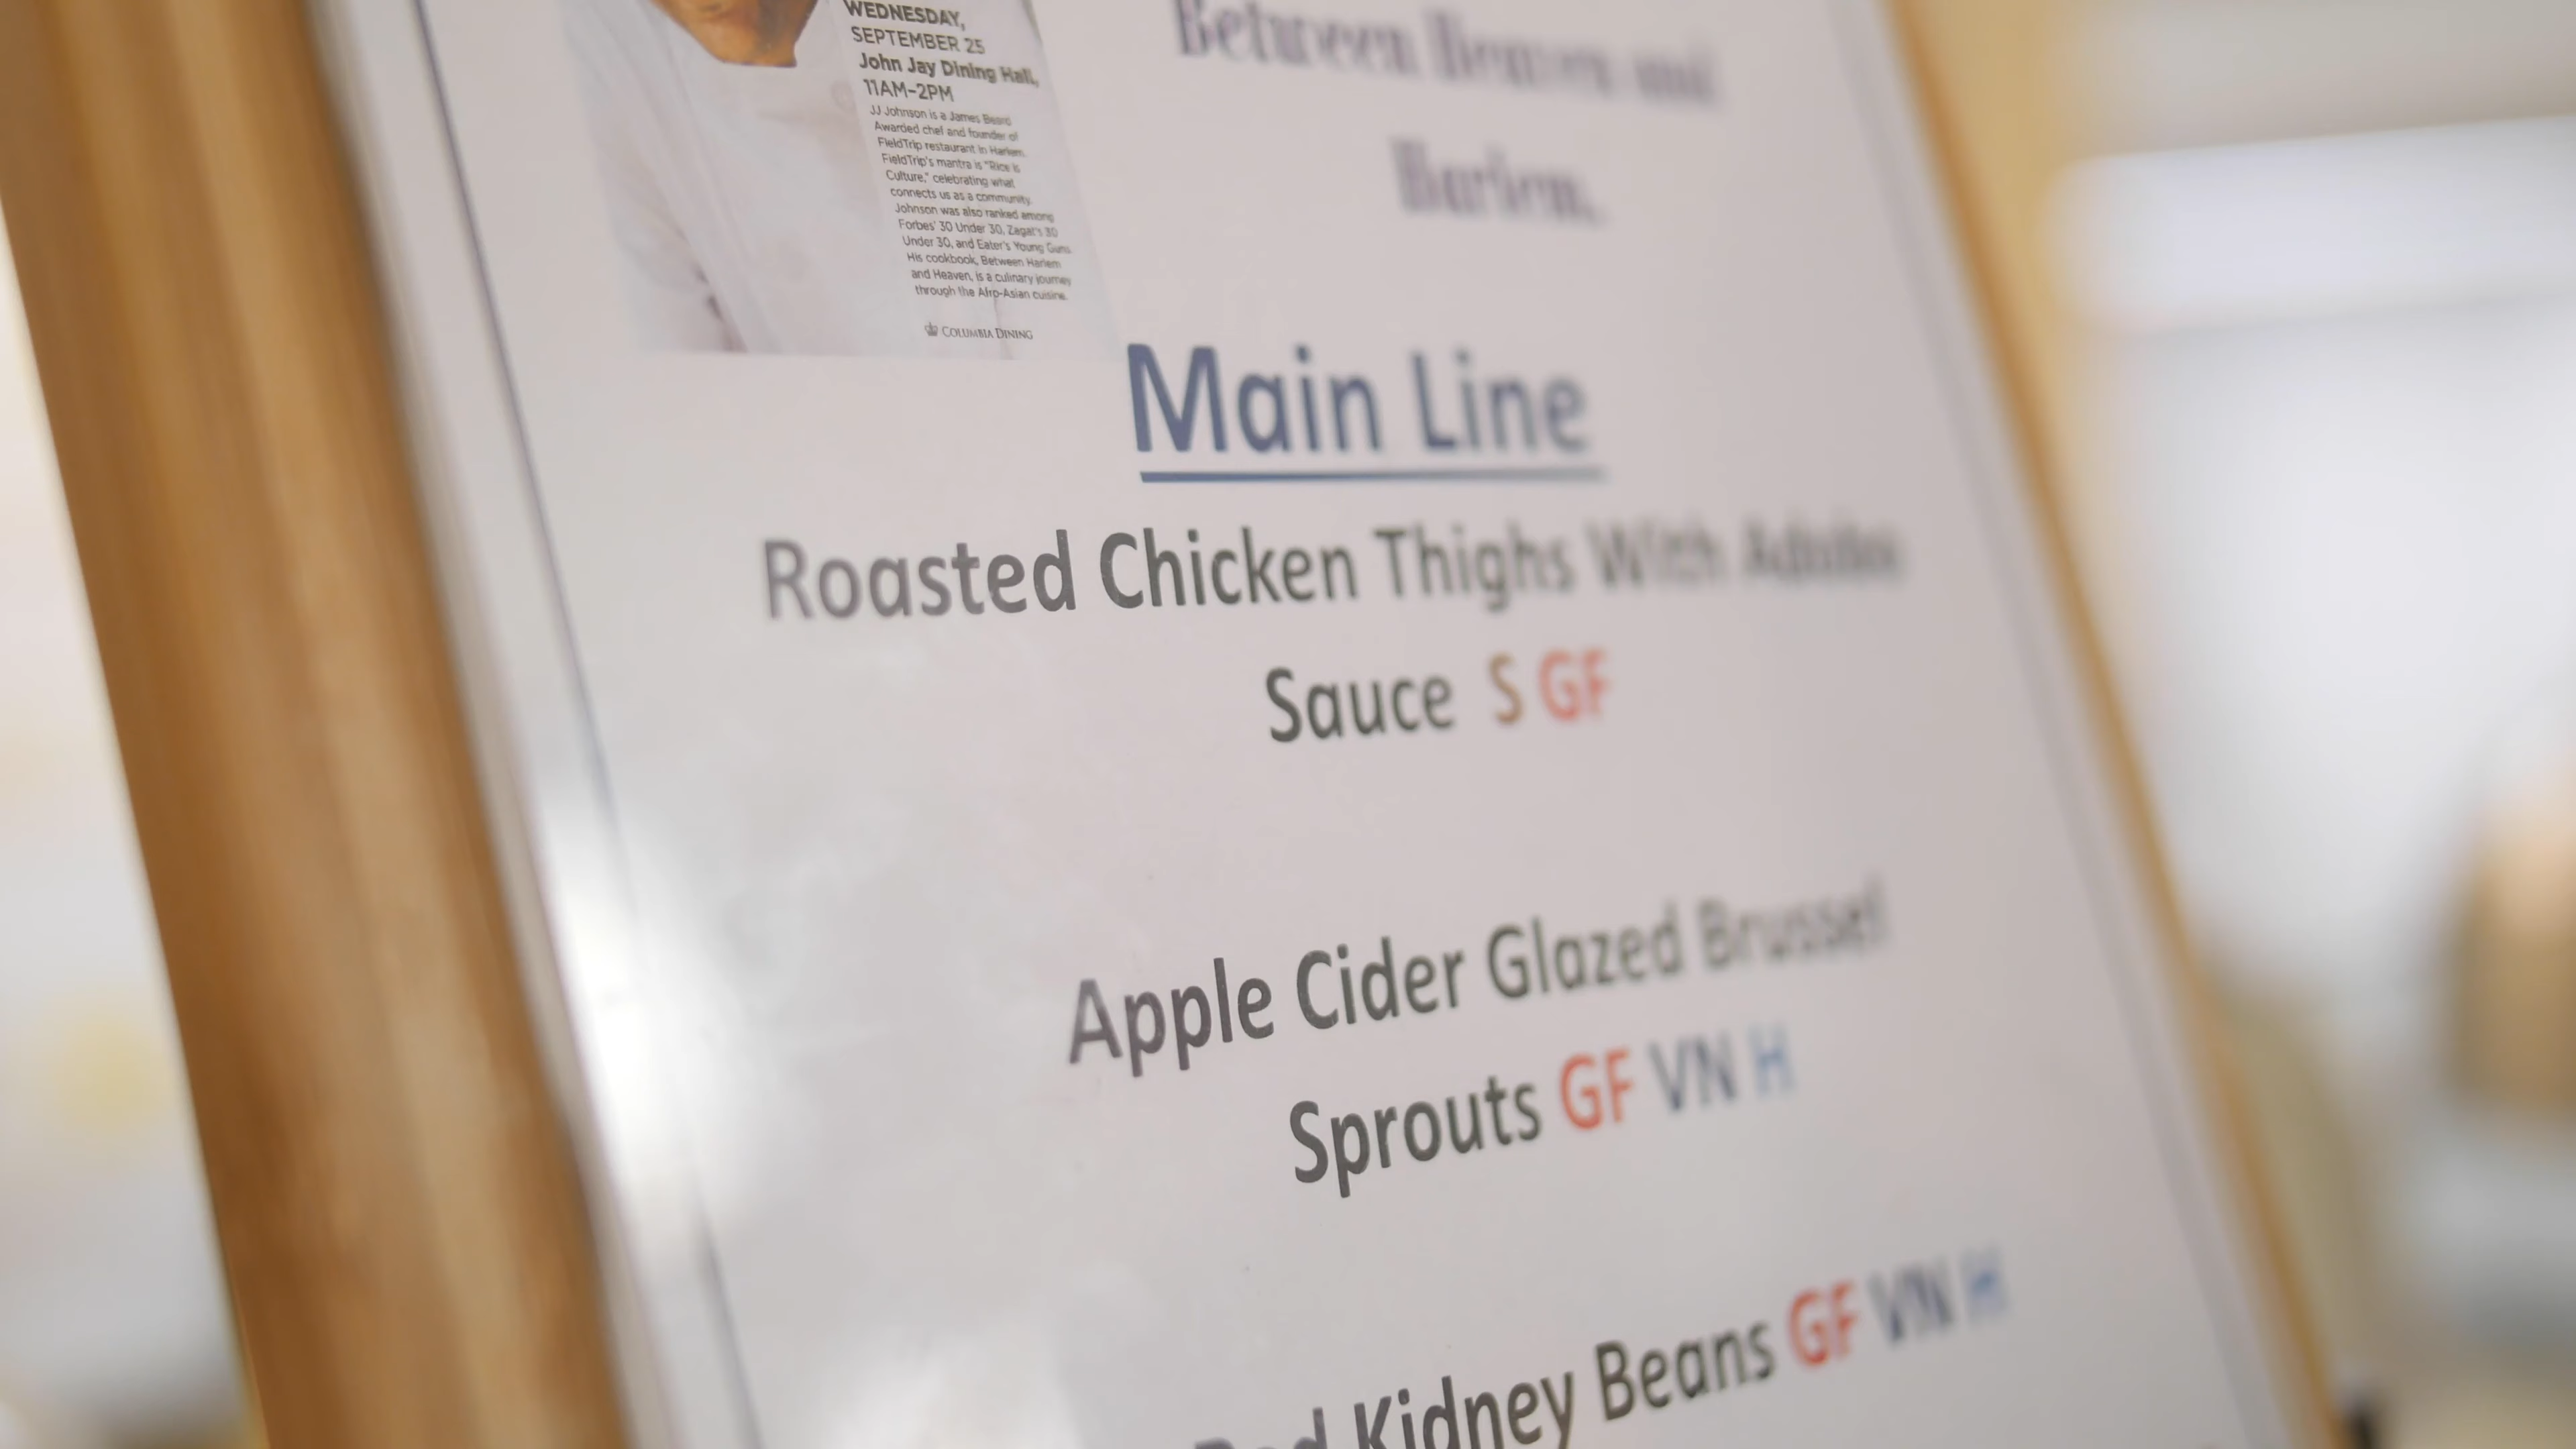 WEDNESDAY,
SEPTEMBER 25
John Jay Dining Hall,
11AM–2PM
JJ Johnson is a James Beard
Awarded chef and founder of
FieldTrip restaurant in Harlem.
FieldTrip's mantra is "Rice is
Culture," celebrating what
connects us as a community.
Johnson was also ranked among
Forbes' 30 Under 30, Zagat's 30
Under 30, and Eater's Young Guns.
His cookbook, Between Harlem
and Heaven, is a culinary journey
through the Afro-Asian cuisine.
COLUMBIA DINING
Between Heaven and
Harlem.
Main Line
Roasted Chicken Thighs With Adobo
Sauce S GF
Apple Cider Glazed Brussel
Sprouts GF VN H
Red Kidney Beans GF VN H